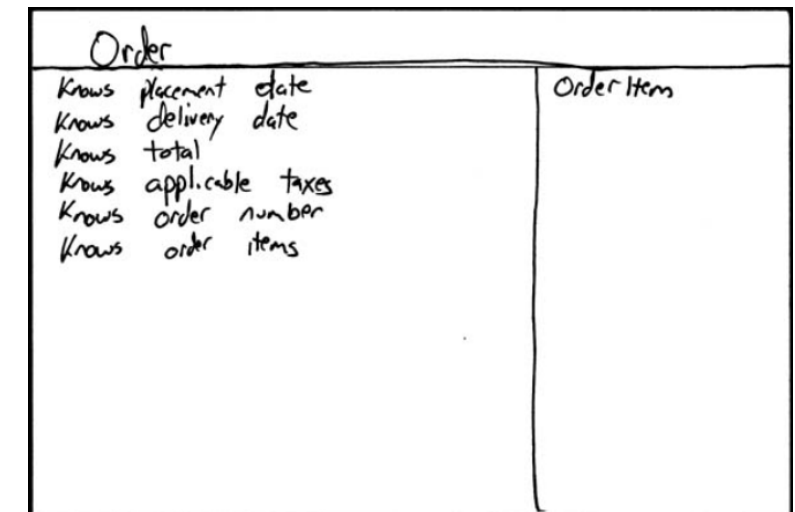 Order
Knows placement date
Knows delivery date
Knows total
Knows applicable taxes
Knows order number
Knows order items
Order Item